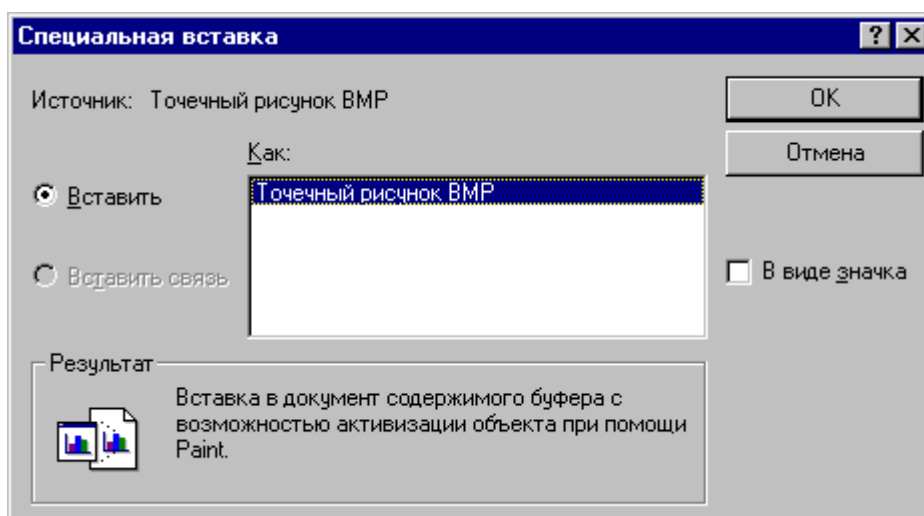 Специальная вставка
Источник: Точечный рисунок BMP
OK
Как:
Отмена
Вставить
Точечный рисунок BMP
Вставить связь
В виде значка
Результат
Вставка в документ содержимого буфера с
возможностью активизации объекта при помощи
Paint.